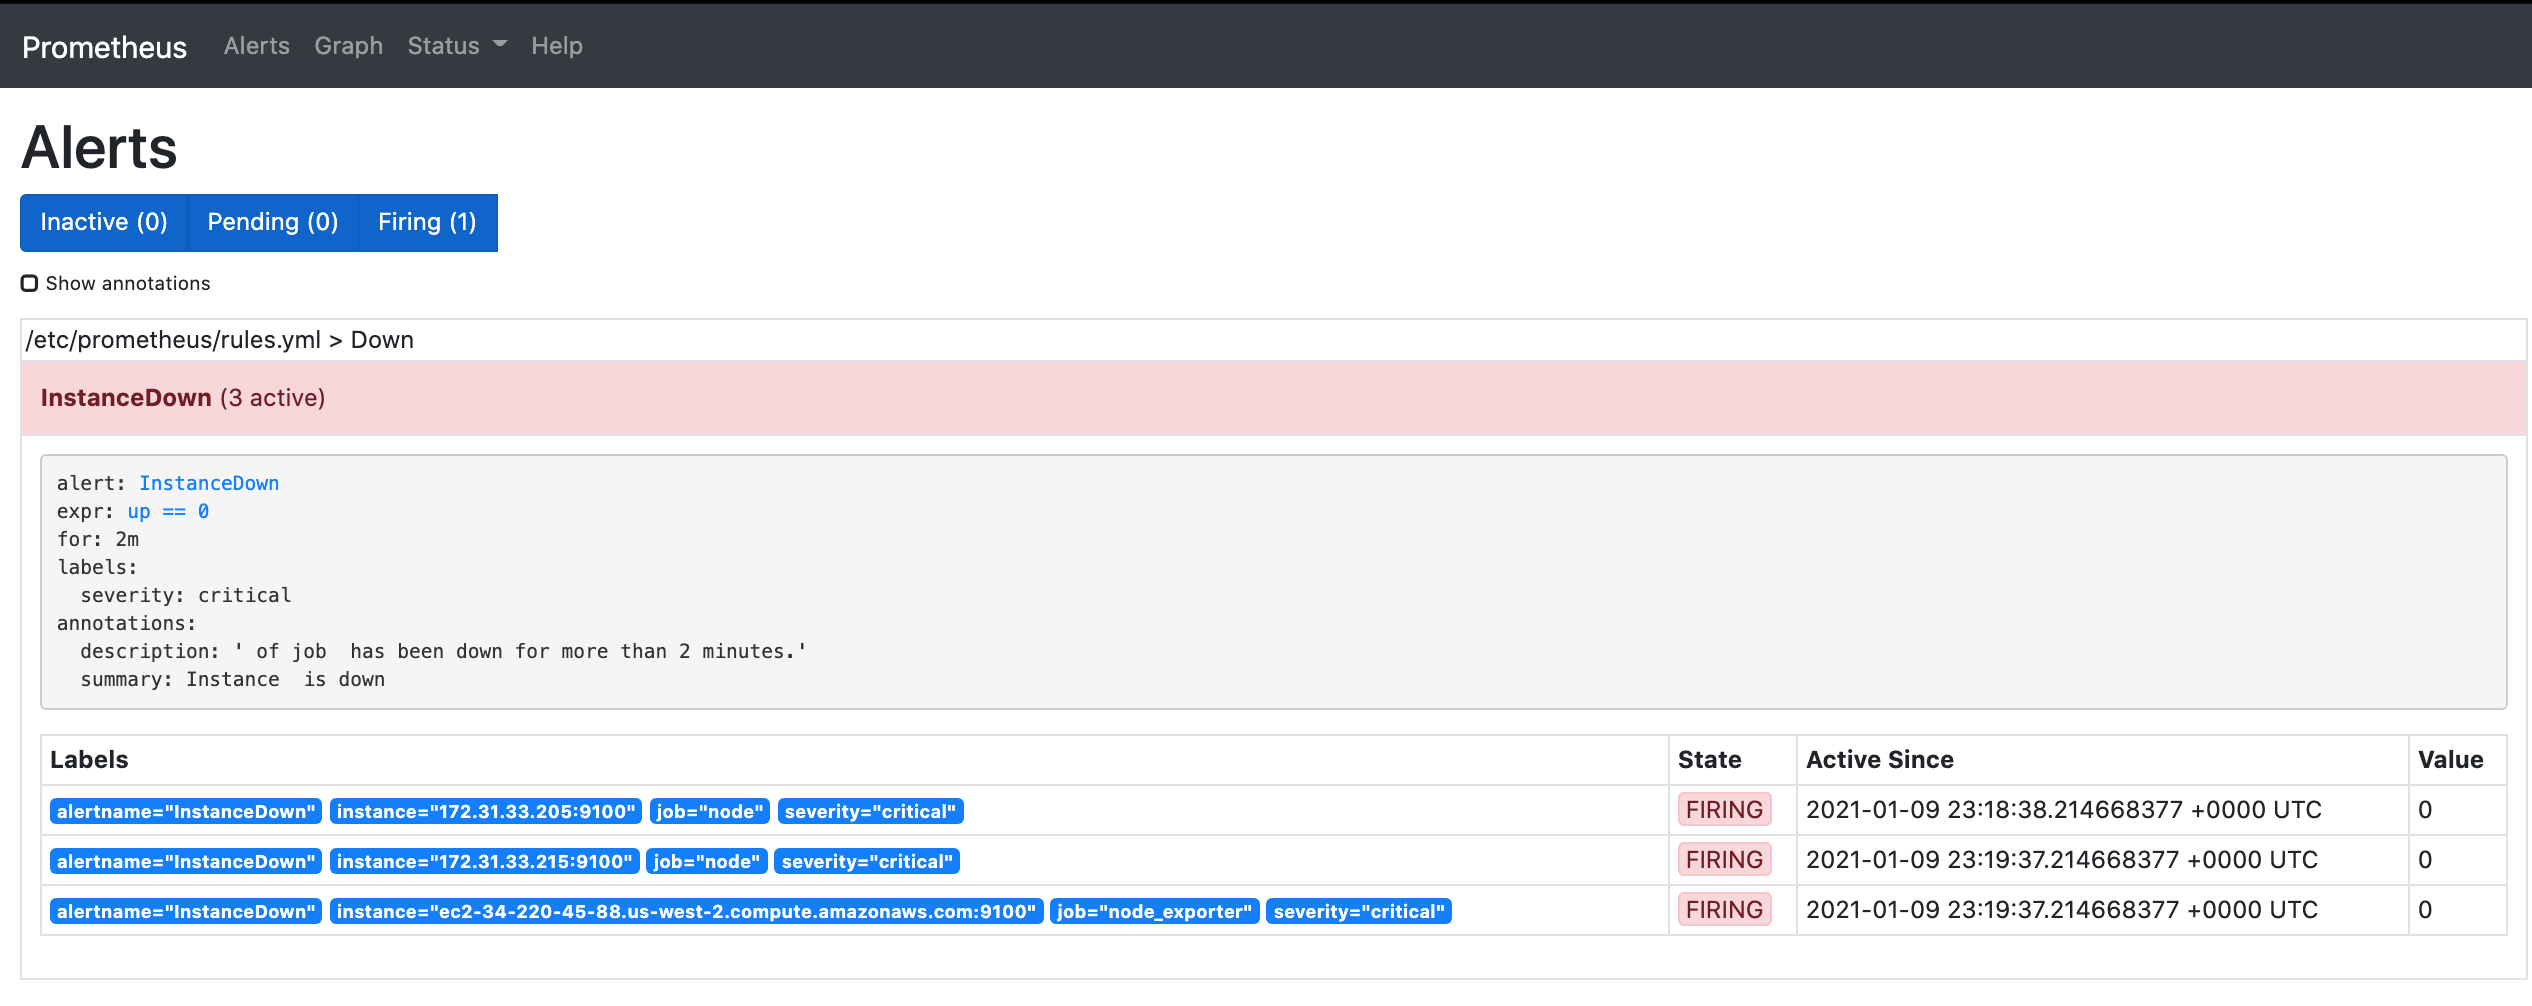 Prometheus Alerts Graph Status Help
Alerts
Inactive (0) Pending (0) Firing (1)
Show annotations
/etc/prometheus/rules.yml > Down
InstanceDown (3 active)
alert: InstanceDown
expr: up == 0
for: 2m
labels:
  severity: critical
annotations:
  description: ' of job  has been down for more than 2 minutes.'
  summary: Instance  is down
Labels State Active Since Value
alertname="InstanceDown" instance="172.31.33.205:9100" job="node" severity="critical" FIRING 2021-01-09 23:18:38.214668377 +0000 UTC 0
alertname="InstanceDown" instance="172.31.33.215:9100" job="node" severity="critical" FIRING 2021-01-09 23:19:37.214668377 +0000 UTC 0
alertname="InstanceDown" instance="ec2-34-220-45-88.us-west-2.compute.amazonaws.com:9100" job="node_exporter" severity="critical" FIRING 2021-01-09 23:19:37.214668377 +0000 UTC 0